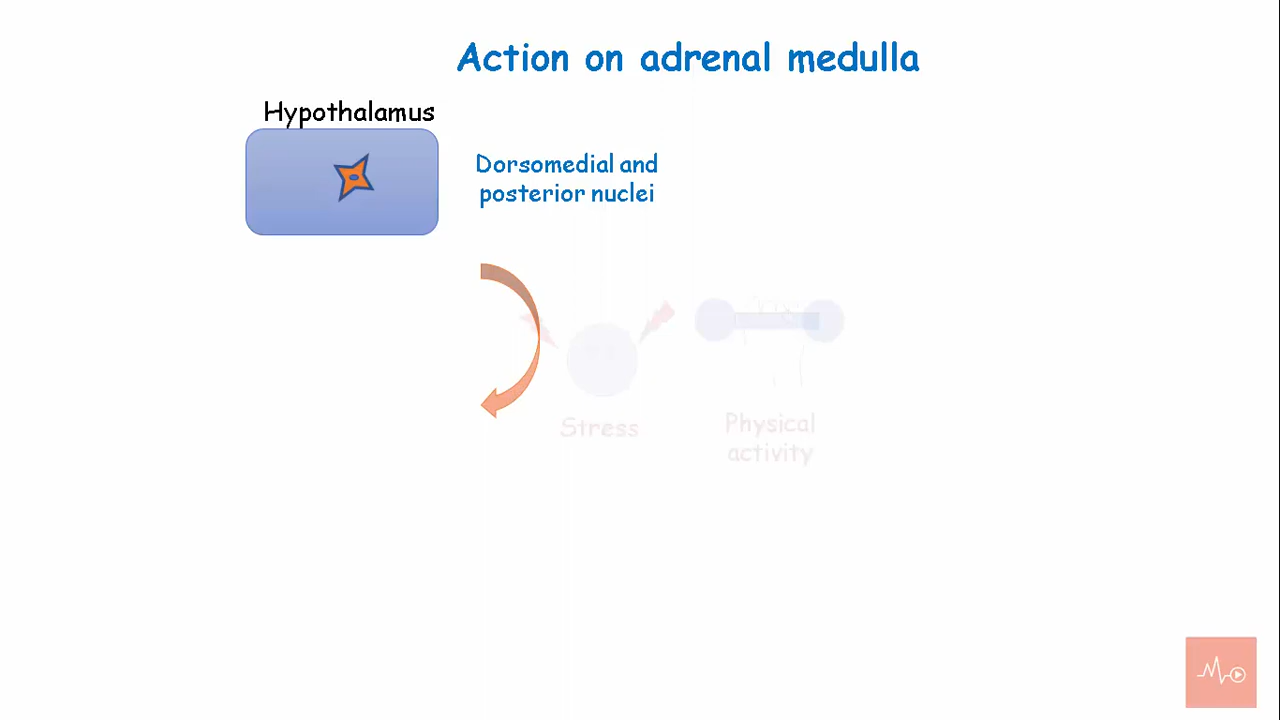 Action on adrenal medulla
Hypothalamus
Dorsomedial and
posterior nuclei
Stress
Physical
activity